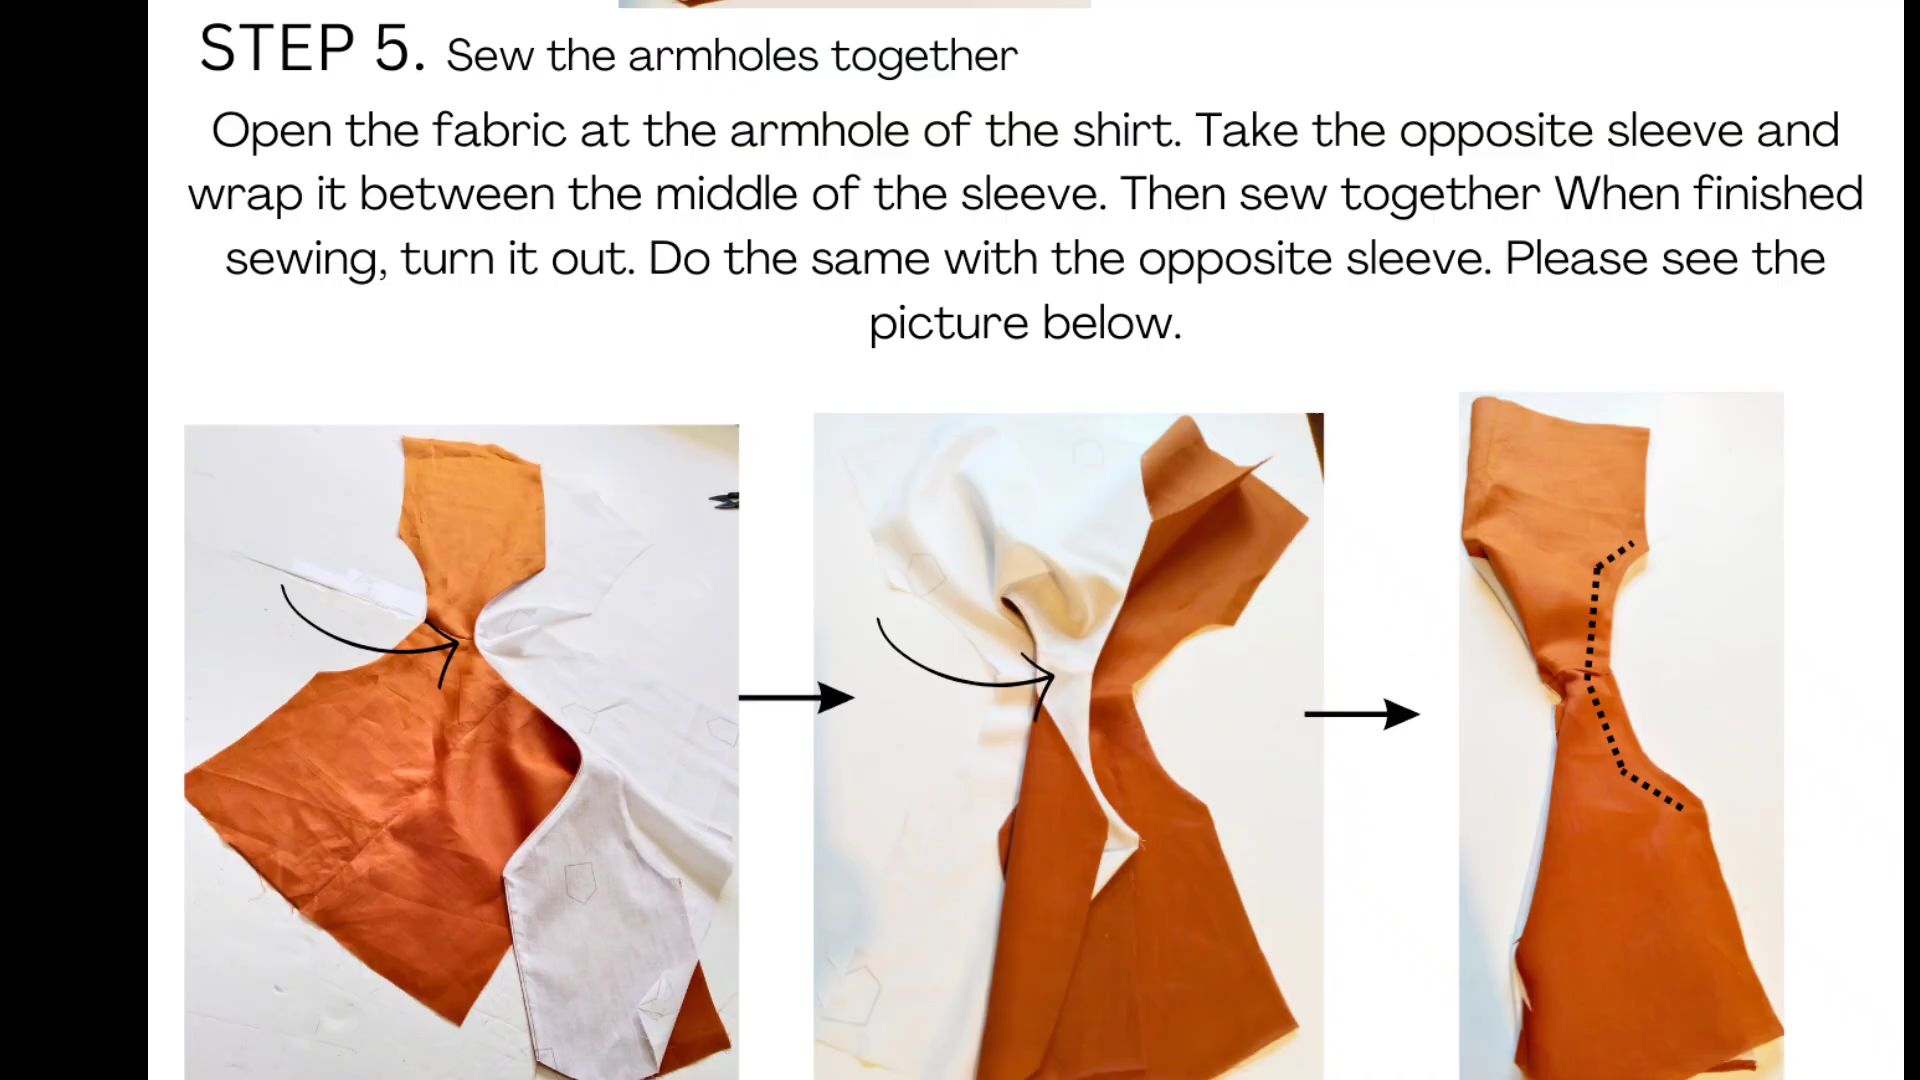 STEP 5. Sew the armholes together
Open the fabric at the armhole of the shirt. Take the opposite sleeve and
wrap it between the middle of the sleeve. Then sew together When finished
sewing, turn it out. Do the same with the opposite sleeve. Please see the
picture below.